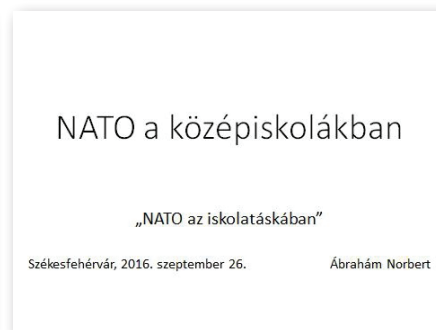 NATO a középiskolákban
„NATO az iskolatáskában”
Székesfehérvár, 2016. szeptember 26. Ábrahám Norbert